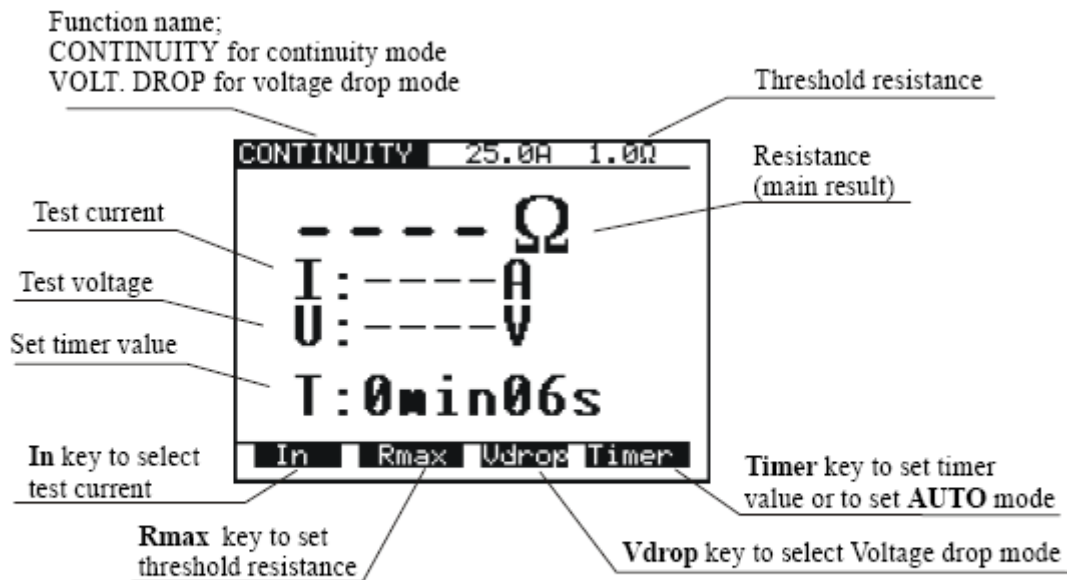 Function name;
CONTINUITY for continuity mode
VOLT. DROP for voltage drop mode
Threshold resistance
CONTINUITY 25.0A 1.0Ω
Resistance
(main result)
Test current
---- Ω
I:----A
Test voltage
U:----V
Set timer value
T:0min06s
In Rmax Vdrop Timer
In key to select
test current
Timer key to set timer
value or to set AUTO mode
Rmax key to set
threshold resistance
Vdrop key to select Voltage drop mode